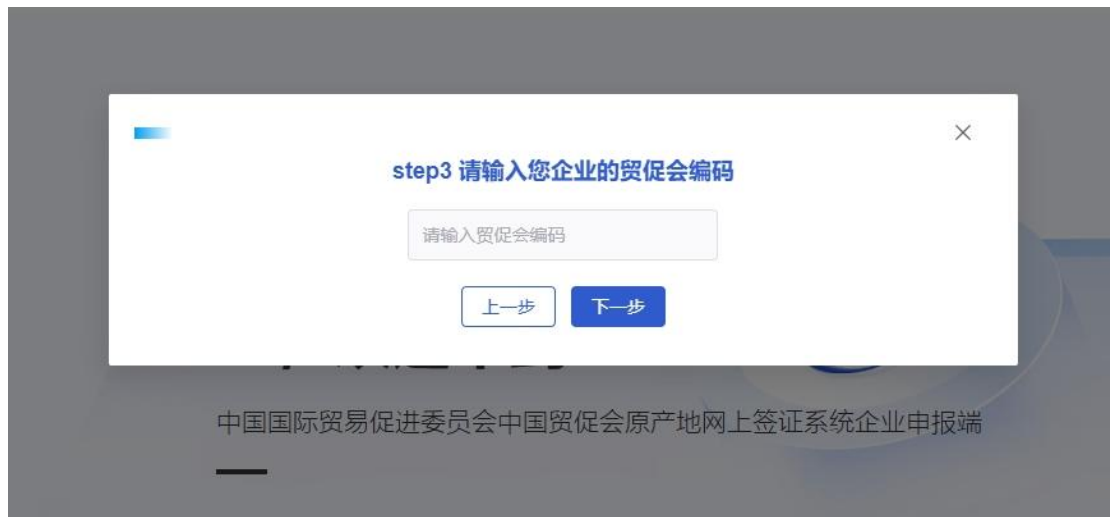 step3 请输入您企业的贸促会编码
请输入贸促会编码
上一步
下一步
中国国际贸易促进委员会中国贸促会原产地网上签证系统企业申报端